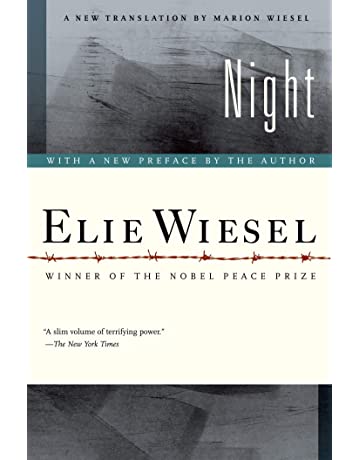 A NEW TRANSLATION BY MARION WIESEL
Night
WITH A NEW PREFACE BY THE AUTHOR
ELIE WIESEL
WINNER OF THE NOBEL PEACE PRIZE
"A slim volume of terrifying power."
—The New York Times